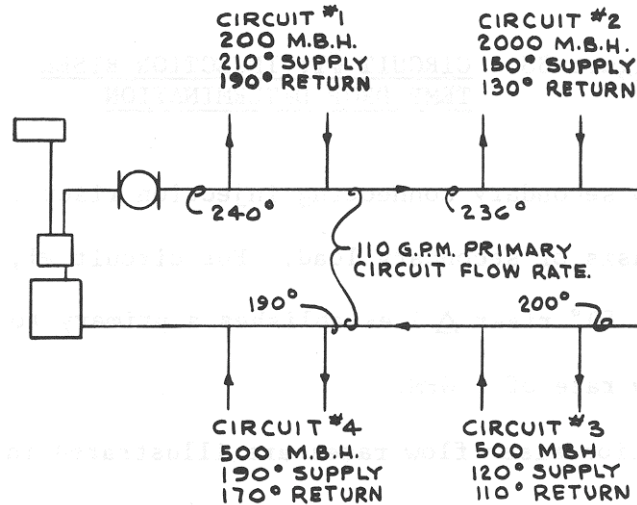 CIRCUIT #1
200 M.B.H.
210° SUPPLY
190° RETURN
CIRCUIT #2
2000 M.B.H.
150° SUPPLY
130° RETURN
240°
236°
110 G.P.M. PRIMARY
CIRCUIT FLOW RATE.
190°
200°
CIRCUIT #4
500 M.B.H.
190° SUPPLY
170° RETURN
CIRCUIT #3
500 MBH
120° SUPPLY
110° RETURN